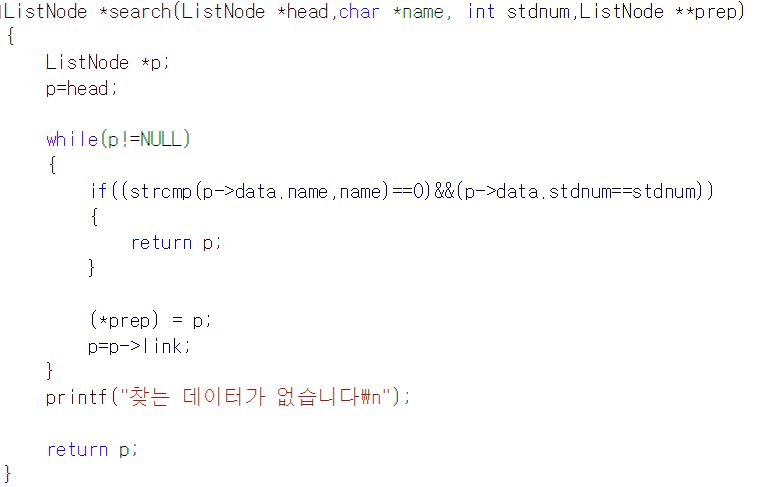 ListNode *search(ListNode *head,char *name, int stdnum,ListNode **prep)
{
ListNode *p;
p=head;
while(p!=NULL)
{
if((strcmp(p->data.name,name)==0)&&(p->data.stdnum==stdnum))
{
return p;
}
(*prep) = p;
p=p->link;
}
printf("찾는 데이터가 없습니다₩n");
return p;
}